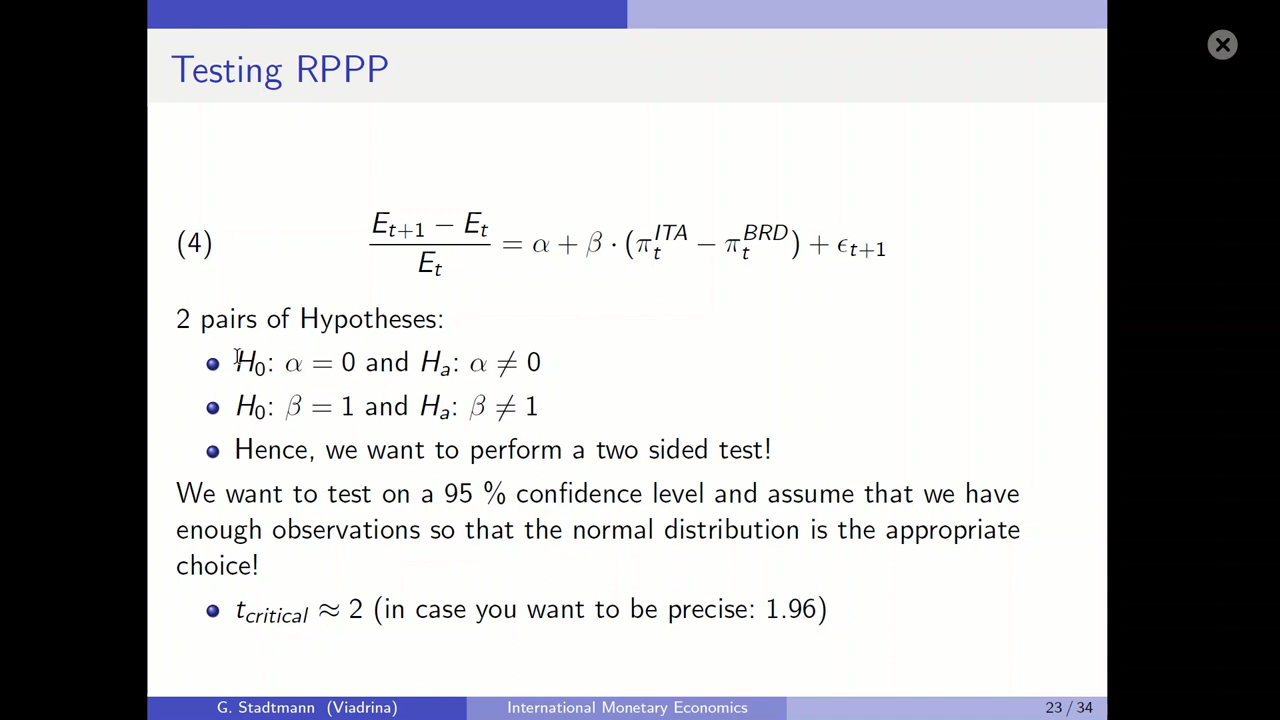 Testing RPPP
(4) \frac{E_{t+1} − E_t}{E_t} = α + β · (π_t^{ITA} − π_t^{BRD}) + ϵ_{t+1}
2 pairs of Hypotheses:
H_0: α = 0 and H_a: α ≠ 0
H_0: β = 1 and H_a: β ≠ 1
Hence, we want to perform a two sided test!
We want to test on a 95 % confidence level and assume that we have
enough observations so that the normal distribution is the appropriate
choice!
t_{critical} ≈ 2 (in case you want to be precise: 1.96)
G. Stadtmann (Viadrina) International Monetary Economics 23 / 34